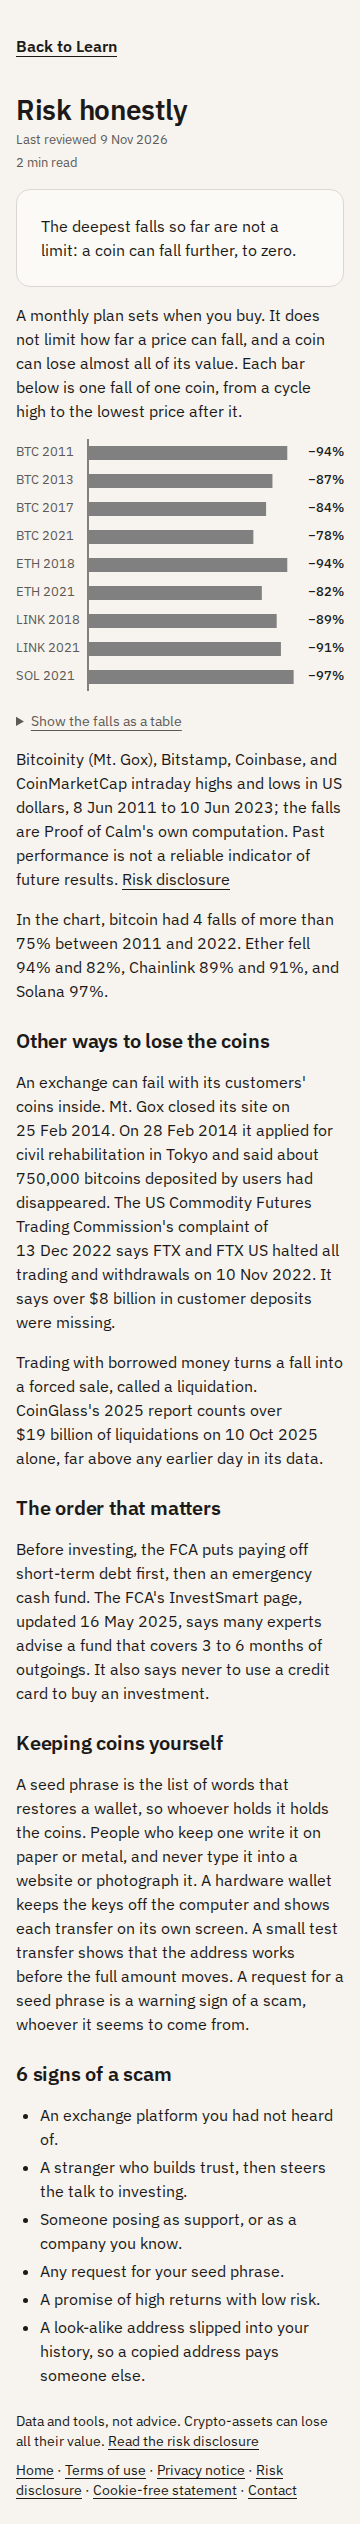 Back to Learn
Risk honestly
Last reviewed 9 Nov 2026
2 min read
The deepest falls so far are not a
limit: a coin can fall further, to zero.
A monthly plan sets when you buy. It does
not limit how far a price can fall, and a coin
can lose almost all of its value. Each bar
below is one fall of one coin, from a cycle
high to the lowest price after it.
BTC 2011 −94%
BTC 2013 −87%
BTC 2017 −84%
BTC 2021 −78%
ETH 2018 −94%
ETH 2021 −82%
LINK 2018 −89%
LINK 2021 −91%
SOL 2021 −97%
Show the falls as a table
Bitcoinity (Mt. Gox), Bitstamp, Coinbase, and
CoinMarketCap intraday highs and lows in US
dollars, 8 Jun 2011 to 10 Jun 2023; the falls
are Proof of Calm's own computation. Past
performance is not a reliable indicator of
future results. Risk disclosure
In the chart, bitcoin had 4 falls of more than
75% between 2011 and 2022. Ether fell
94% and 82%, Chainlink 89% and 91%, and
Solana 97%.
Other ways to lose the coins
An exchange can fail with its customers'
coins inside. Mt. Gox closed its site on
25 Feb 2014. On 28 Feb 2014 it applied for
civil rehabilitation in Tokyo and said about
750,000 bitcoins deposited by users had
disappeared. The US Commodity Futures
Trading Commission's complaint of
13 Dec 2022 says FTX and FTX US halted all
trading and withdrawals on 10 Nov 2022. It
says over $8 billion in customer deposits
were missing.
Trading with borrowed money turns a fall into
a forced sale, called a liquidation.
CoinGlass's 2025 report counts over
$19 billion of liquidations on 10 Oct 2025
alone, far above any earlier day in its data.
The order that matters
Before investing, the FCA puts paying off
short-term debt first, then an emergency
cash fund. The FCA's InvestSmart page,
updated 16 May 2025, says many experts
advise a fund that covers 3 to 6 months of
outgoings. It also says never to use a credit
card to buy an investment.
Keeping coins yourself
A seed phrase is the list of words that
restores a wallet, so whoever holds it holds
the coins. People who keep one write it on
paper or metal, and never type it into a
website or photograph it. A hardware wallet
keeps the keys off the computer and shows
each transfer on its own screen. A small test
transfer shows that the address works
before the full amount moves. A request for a
seed phrase is a warning sign of a scam,
whoever it seems to come from.
6 signs of a scam
• An exchange platform you had not heard
of.
• A stranger who builds trust, then steers
the talk to investing.
• Someone posing as support, or as a
company you know.
• Any request for your seed phrase.
• A promise of high returns with low risk.
• A look-alike address slipped into your
history, so a copied address pays
someone else.
Data and tools, not advice. Crypto-assets can lose
all their value. Read the risk disclosure
Home · Terms of use · Privacy notice · Risk
disclosure · Cookie-free statement · Contact